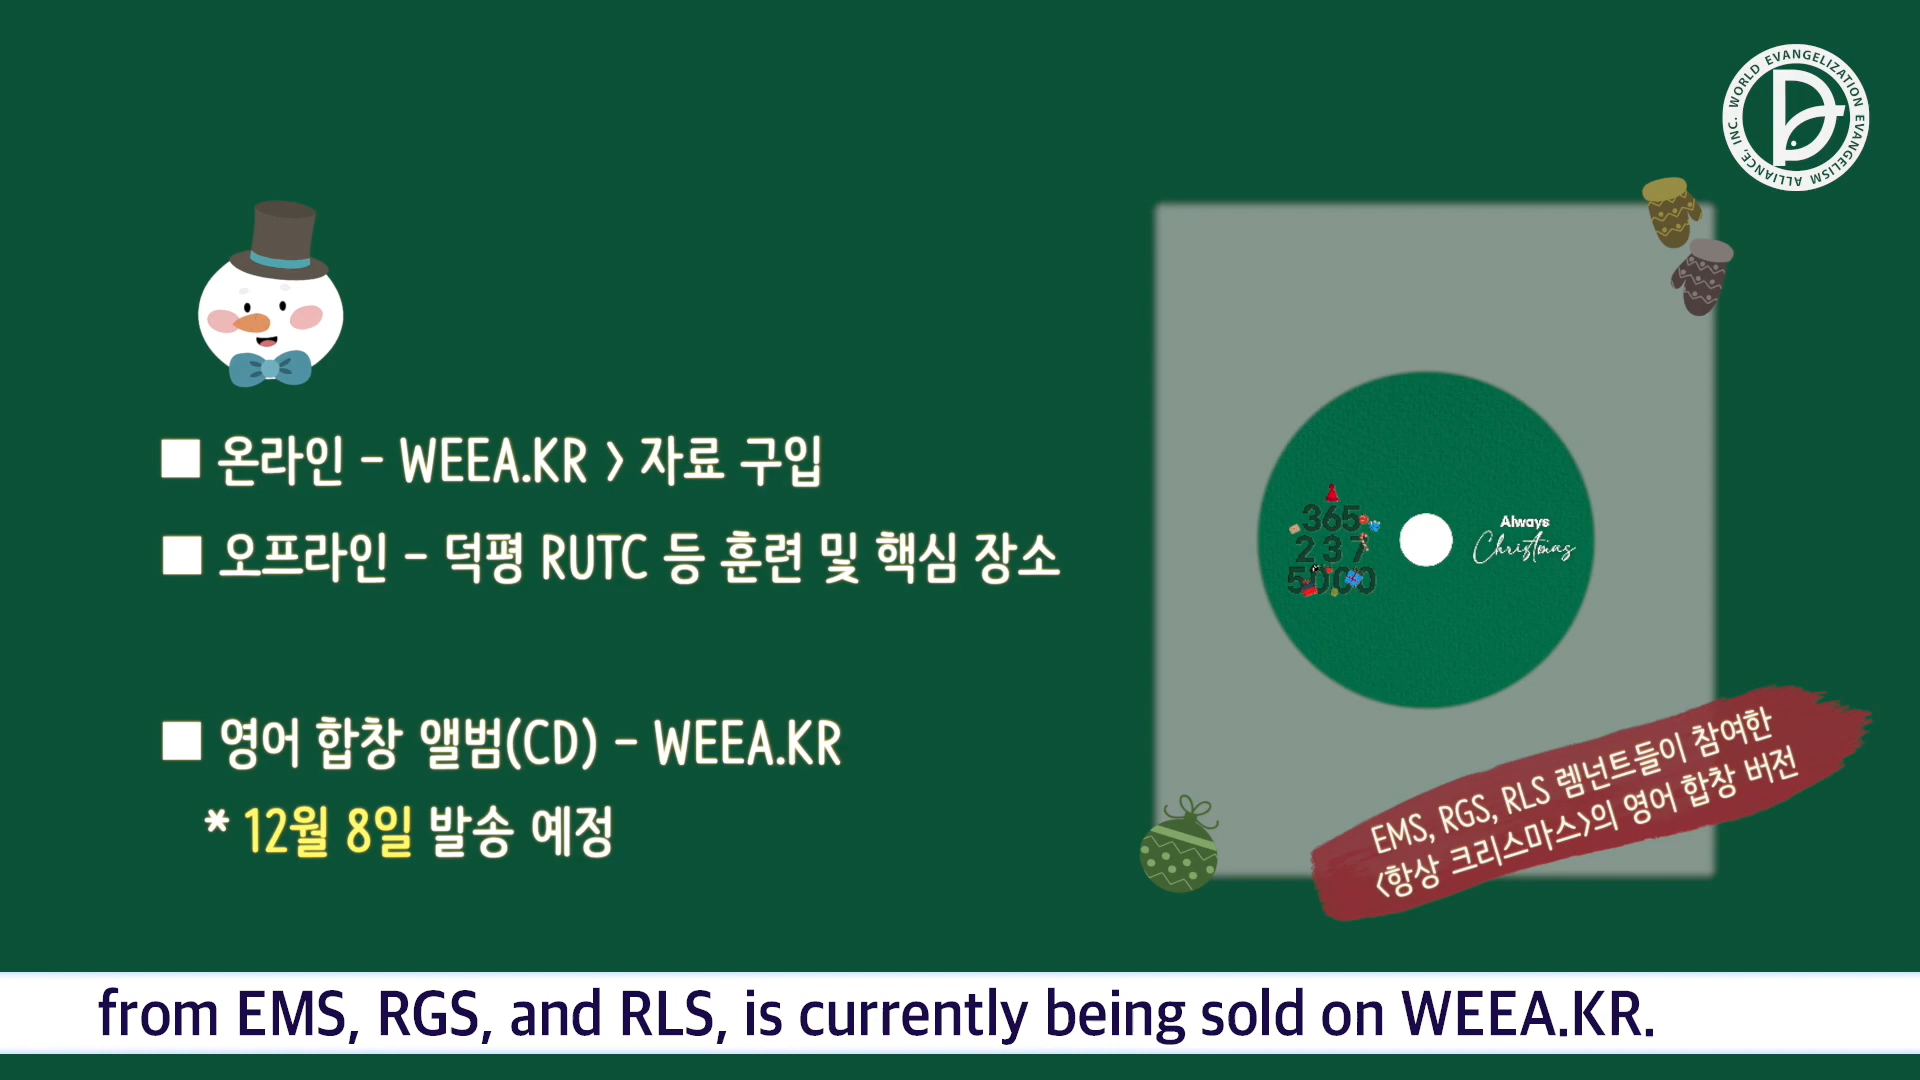 WORLD EVANGELIZATION EVANGELISM ALLIANCE, INC.
■ 온라인 - WEEA.KR > 자료 구입
■ 오프라인 - 덕평 RUTC 등 훈련 및 핵심 장소
■ 영어 합창 앨범(CD) - WEEA.KR
* 12월 8일 발송 예정
365
237
5000
Always
Christmas
EMS, RGS, RLS 렘넌트들이 참여한
<항상 크리스마스>의 영어 합창 버전
from EMS, RGS, and RLS, is currently being sold on WEEA.KR.